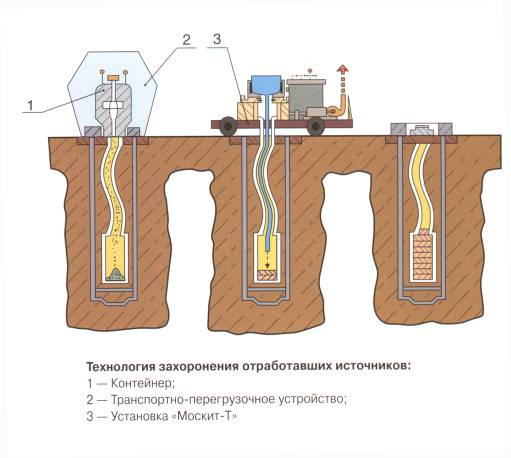 2
3
1
Технология захоронения отработавших источников:
1 — Контейнер;
2 — Транспортно-перегрузочное устройство;
3 — Установка «Москит-Т»